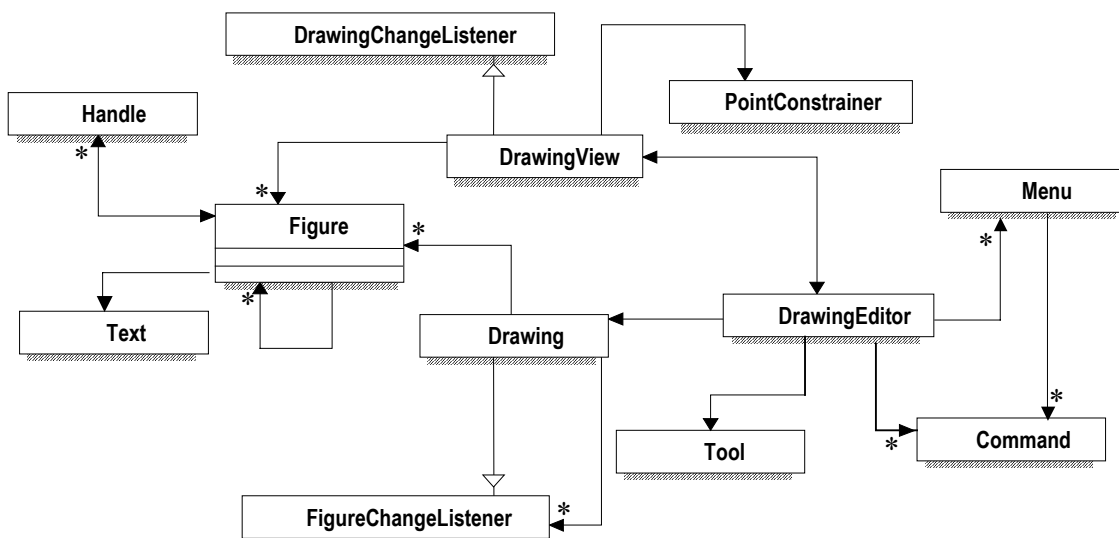 DrawingChangeListener
PointConstrainer
Handle
*
DrawingView
Menu
*
Figure
*
*
*
DrawingEditor
Text
Drawing
*
Tool
Command
*
FigureChangeListener
*